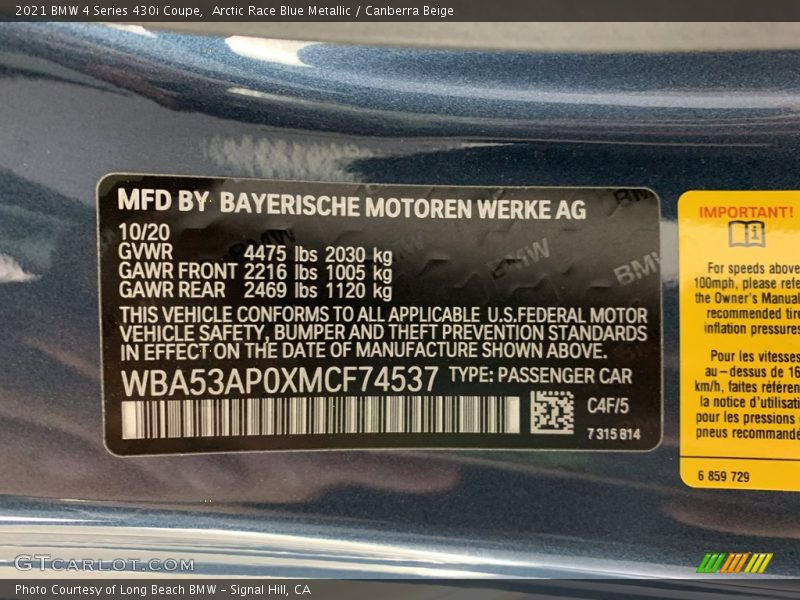 2021 BMW 4 Series 430i Coupe,  Arctic Race Blue Metallic / Canberra Beige
MFD BY BAYERISCHE MOTOREN WERKE AG
10/20
GVWR 4475 lbs 2030 kg
GAWR FRONT 2216 lbs 1005 kg
GAWR REAR 2469 lbs 1120 kg
THIS VEHICLE CONFORMS TO ALL APPLICABLE U.S.FEDERAL MOTOR
VEHICLE SAFETY, BUMPER AND THEFT PREVENTION STANDARDS
IN EFFECT ON THE DATE OF MANUFACTURE SHOWN ABOVE.
WBA53AP0XMCF74537 TYPE: PASSENGER CAR
C4F/5
7 315 814
IMPORTANT!
For speeds above
100mph, please refe
the Owner's Manual
recommended tire
inflation pressures
Pour les vitesses
au-dessus de 16
km/h, faites référen
la notice d'utilisati
pour les pressions
pneus recommandé
6 859 729
GTCARLOT.COM
Photo Courtesy of Long Beach BMW - Signal Hill, CA